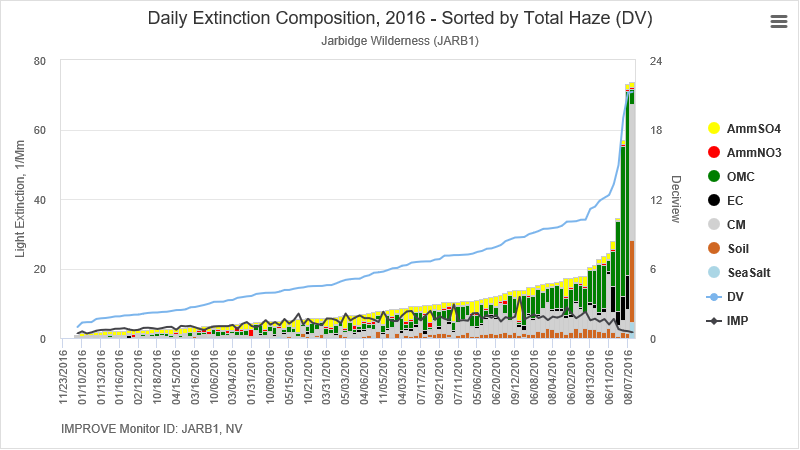 Daily Extinction Composition, 2016 - Sorted by Total Haze (DV)
Jarbidge Wilderness (JARB1)
80
60
40
20
0
Light Extinction, 1/Mm
24
18
12
6
0
Deciview
AmmSO4
AmmNO3
OMC
EC
CM
Soil
SeaSalt
DV
IMP
11/23/2016
01/10/2016
01/13/2016
01/16/2016
02/12/2016
10/18/2016
04/15/2016
03/16/2016
10/06/2016
03/04/2016
01/31/2016
10/09/2016
05/15/2016
10/21/2016
03/31/2016
05/03/2016
04/06/2016
11/05/2016
04/03/2016
07/17/2016
09/21/2016
07/11/2016
05/06/2016
06/20/2016
09/12/2016
06/08/2016
08/04/2016
06/02/2016
08/13/2016
06/11/2016
08/07/2016
IMPROVE Monitor ID: JARB1, NV